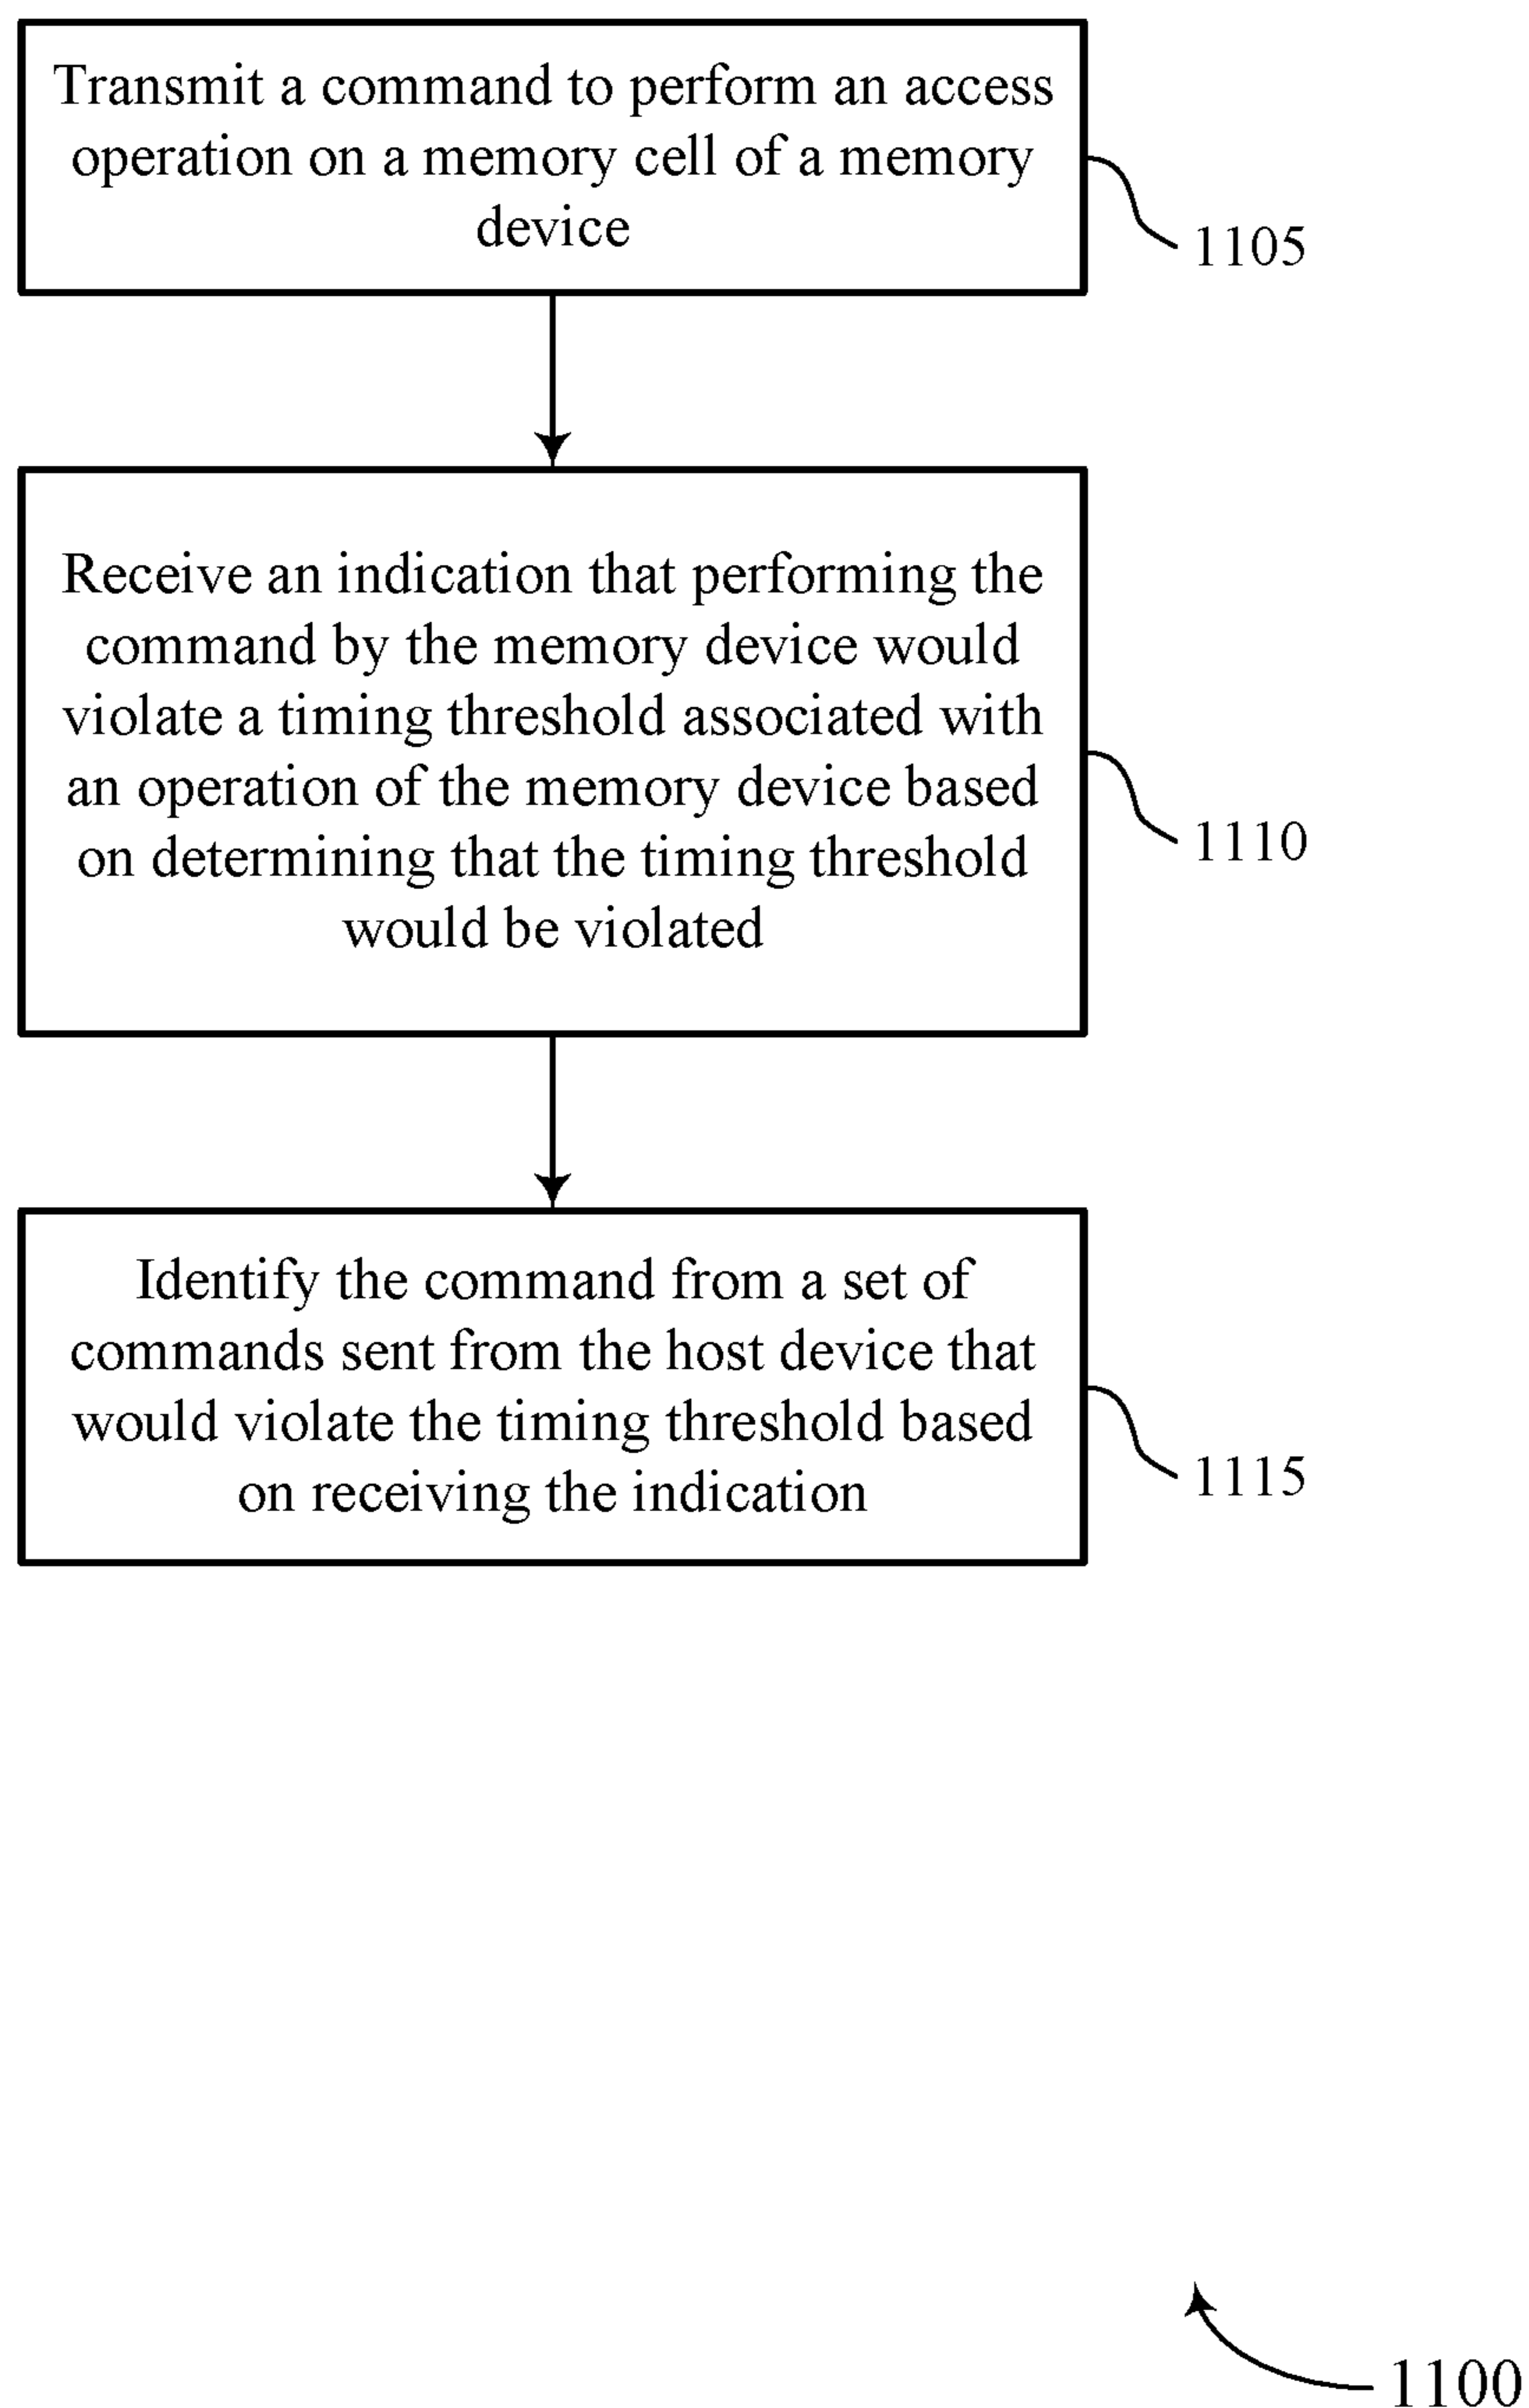 Transmit a command to perform an access
operation on a memory cell of a memory
device
1105
Receive an indication that performing the
command by the memory device would
violate a timing threshold associated with
an operation of the memory device based
on determining that the timing threshold
would be violated
1110
Identify the command from a set of
commands sent from the host device that
would violate the timing threshold based
on receiving the indication
1115
1100